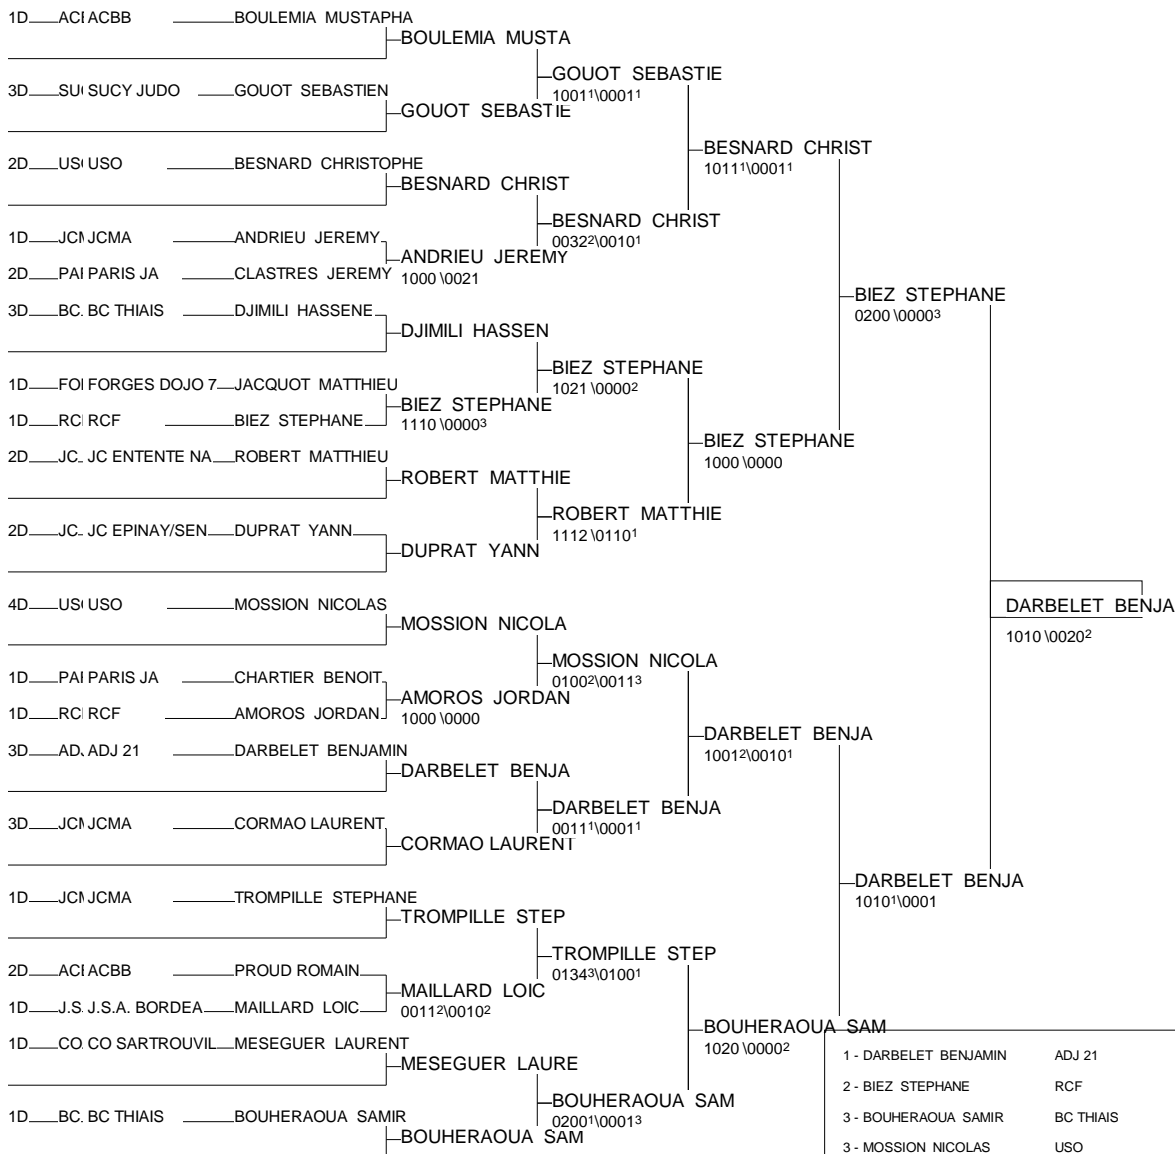 1D ACI ACBB BOULEMIA MUSTAPHA
BOULEMIA MUSTA
GOUOT SEBASTIE
10011\00011
3D SU SUCY JUDO GOUOT SEBASTIEN
GOUOT SEBASTIE
BESNARD CHRIST
10111\00011
2D US USO BESNARD CHRISTOPHE
BESNARD CHRIST
BESNARD CHRIST
00322\00101
1D JCM JCMA ANDRIEU JEREMY
ANDRIEU JEREMY
1000\0021
2D PAI PARIS JA CLASTRES JEREMY
BIEZ STEPHANE
0200\00003
3D BC. BC THIAIS DJIMILI HASSENE
DJIMILI HASSEN
BIEZ STEPHANE
1021\00002
1D FOI FORGES DOJO 7 JACQUOT MATTHIEU
BIEZ STEPHANE
1110\00003
1D RC RCF BIEZ STEPHANE
BIEZ STEPHANE
1000\0000
2D JC JC ENTENTE NA ROBERT MATTHIEU
ROBERT MATTHIE
ROBERT MATTHIE
1112\01101
2D JC JC EPINAY/SEN DUPRAT YANN
DUPRAT YANN
DARBELET BENJA
1010\00202
4D US USO MOSSION NICOLAS
MOSSION NICOLA
MOSSION NICOLA
01002\00113
1D PAI PARIS JA CHARTIER BENOIT
AMOROS JORDAN
1000\0000
1D RC RCF AMOROS JORDAN
DARBELET BENJA
10012\00101
3D ADJ ADJ 21 DARBELET BENJAMIN
DARBELET BENJA
DARBELET BENJA
00111\00011
3D JCM JCMA CORMAO LAURENT
CORMAO LAURENT
DARBELET BENJA
10101\0001
1D JCM JCMA TROMPILLE STEPHANE
TROMPILLE STEP
TROMPILLE STEP
01343\01001
2D ACI ACBB PROUD ROMAIN
MAILLARD LOIC
00112\00102
1D J.S J.S.A. BORDEA MAILLARD LOIC
BOUHERAOUA SAM
1020\00002
1D CO CO SARTROUVIL MESEGUER LAURENT
MESEGUER LAURE
BOUHERAOUA SAM
02001\00013
1D BC. BC THIAIS BOUHERAOUA SAMIR
BOUHERAOUA SAM
1 - DARBELET BENJAMIN ADJ 21
2 - BIEZ STEPHANE RCF
3 - BOUHERAOUA SAMIR BC THIAIS
3 - MOSSION NICOLAS USO